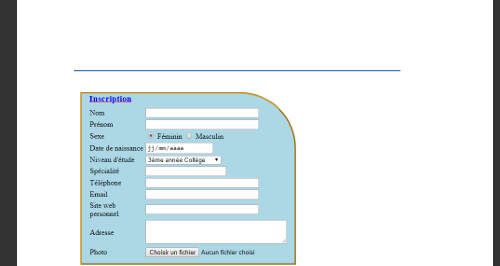 Inscription
Nom
Prénom
Sexe Féminin Masculin
Date de naissance jj/mm/aaaa
Niveau d'étude 3ème année Collège
Spécialité
Téléphone
Email
Site web
personnel
Adresse
Photo Choisir un fichier Aucun fichier choisi